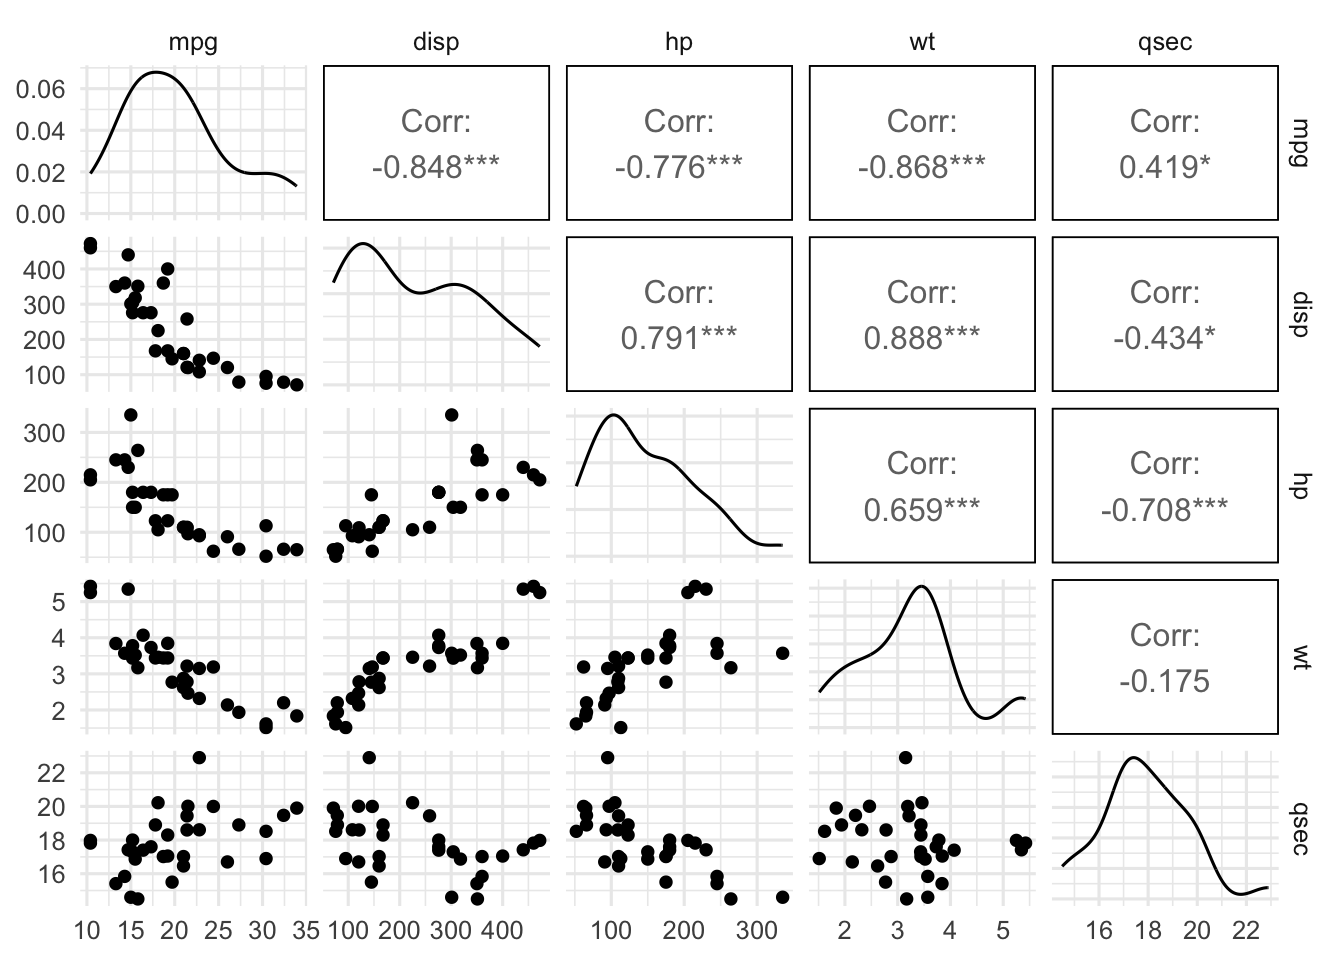 mpg disp hp wt qsec
0.06
0.04
0.02
0.00
Corr:
-0.848***
Corr:
-0.776***
Corr:
-0.868***
Corr:
0.419*
mpg
400
300
200
100
Corr:
0.791***
Corr:
0.888***
Corr:
-0.434*
disp
300
200
100
Corr:
0.659***
Corr:
-0.708***
hp
5
4
3
2
Corr:
-0.175
wt
22
20
18
16
qsec
10 15 20 25 30 35 100 200 300 400 100 200 300 2 3 4 5 16 18 20 22